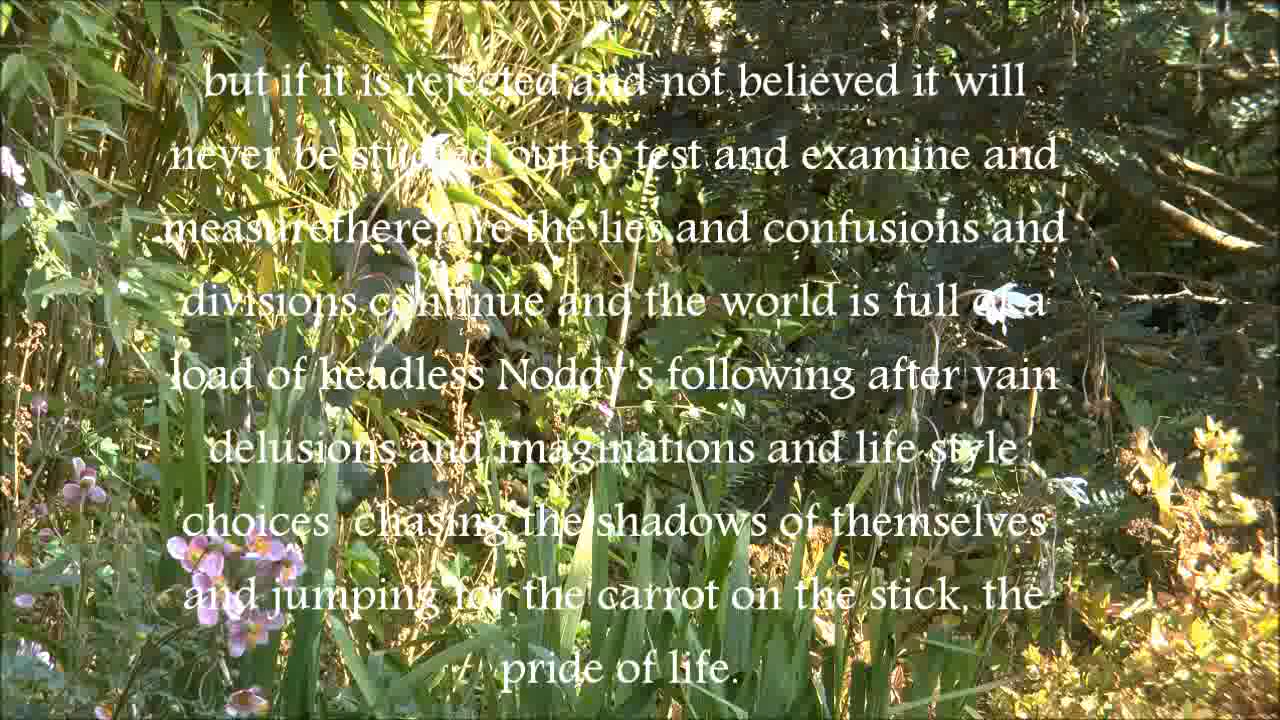 but if it is rejected and not believed it will
never be studied out to test and examine and
measuretherefore the lies and confusions and
divisions continue and the world is full of a
load of headless Noddy's following after vain
delusions and imaginations and life style
choices chasing the shadows of themselves
and jumping for the carrot on the stick, the
pride of life.